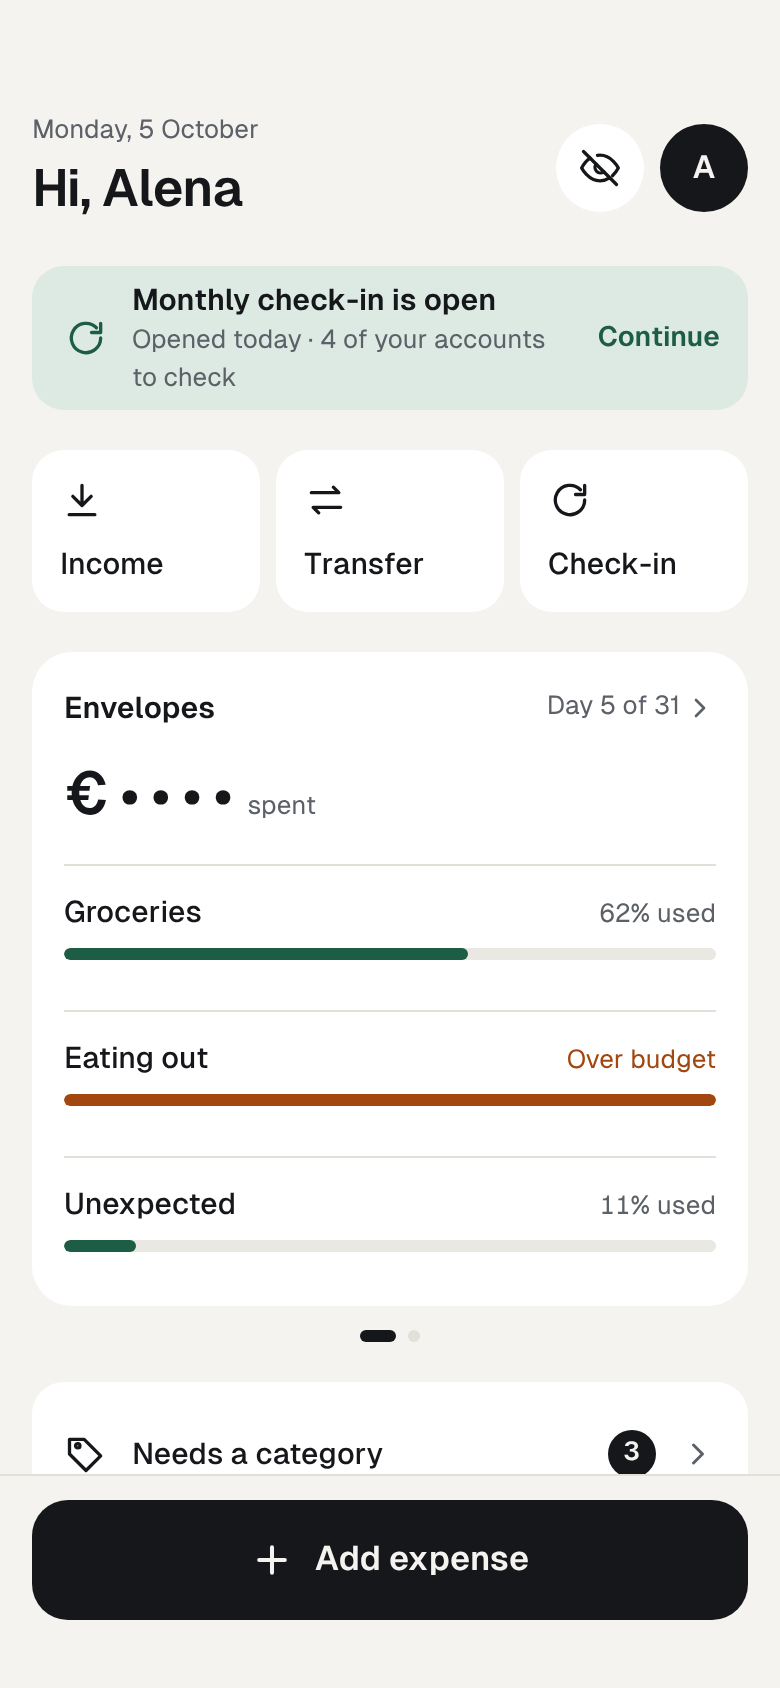 Monday, 5 October
Hi, Alena
A
Monthly check-in is open
Opened today · 4 of your accounts
to check
Continue
Income
Transfer
Check-in
Envelopes
Day 5 of 31
€ •••• spent
Groceries
62% used
Eating out
Over budget
Unexpected
11% used
Needs a category
3
Add expense